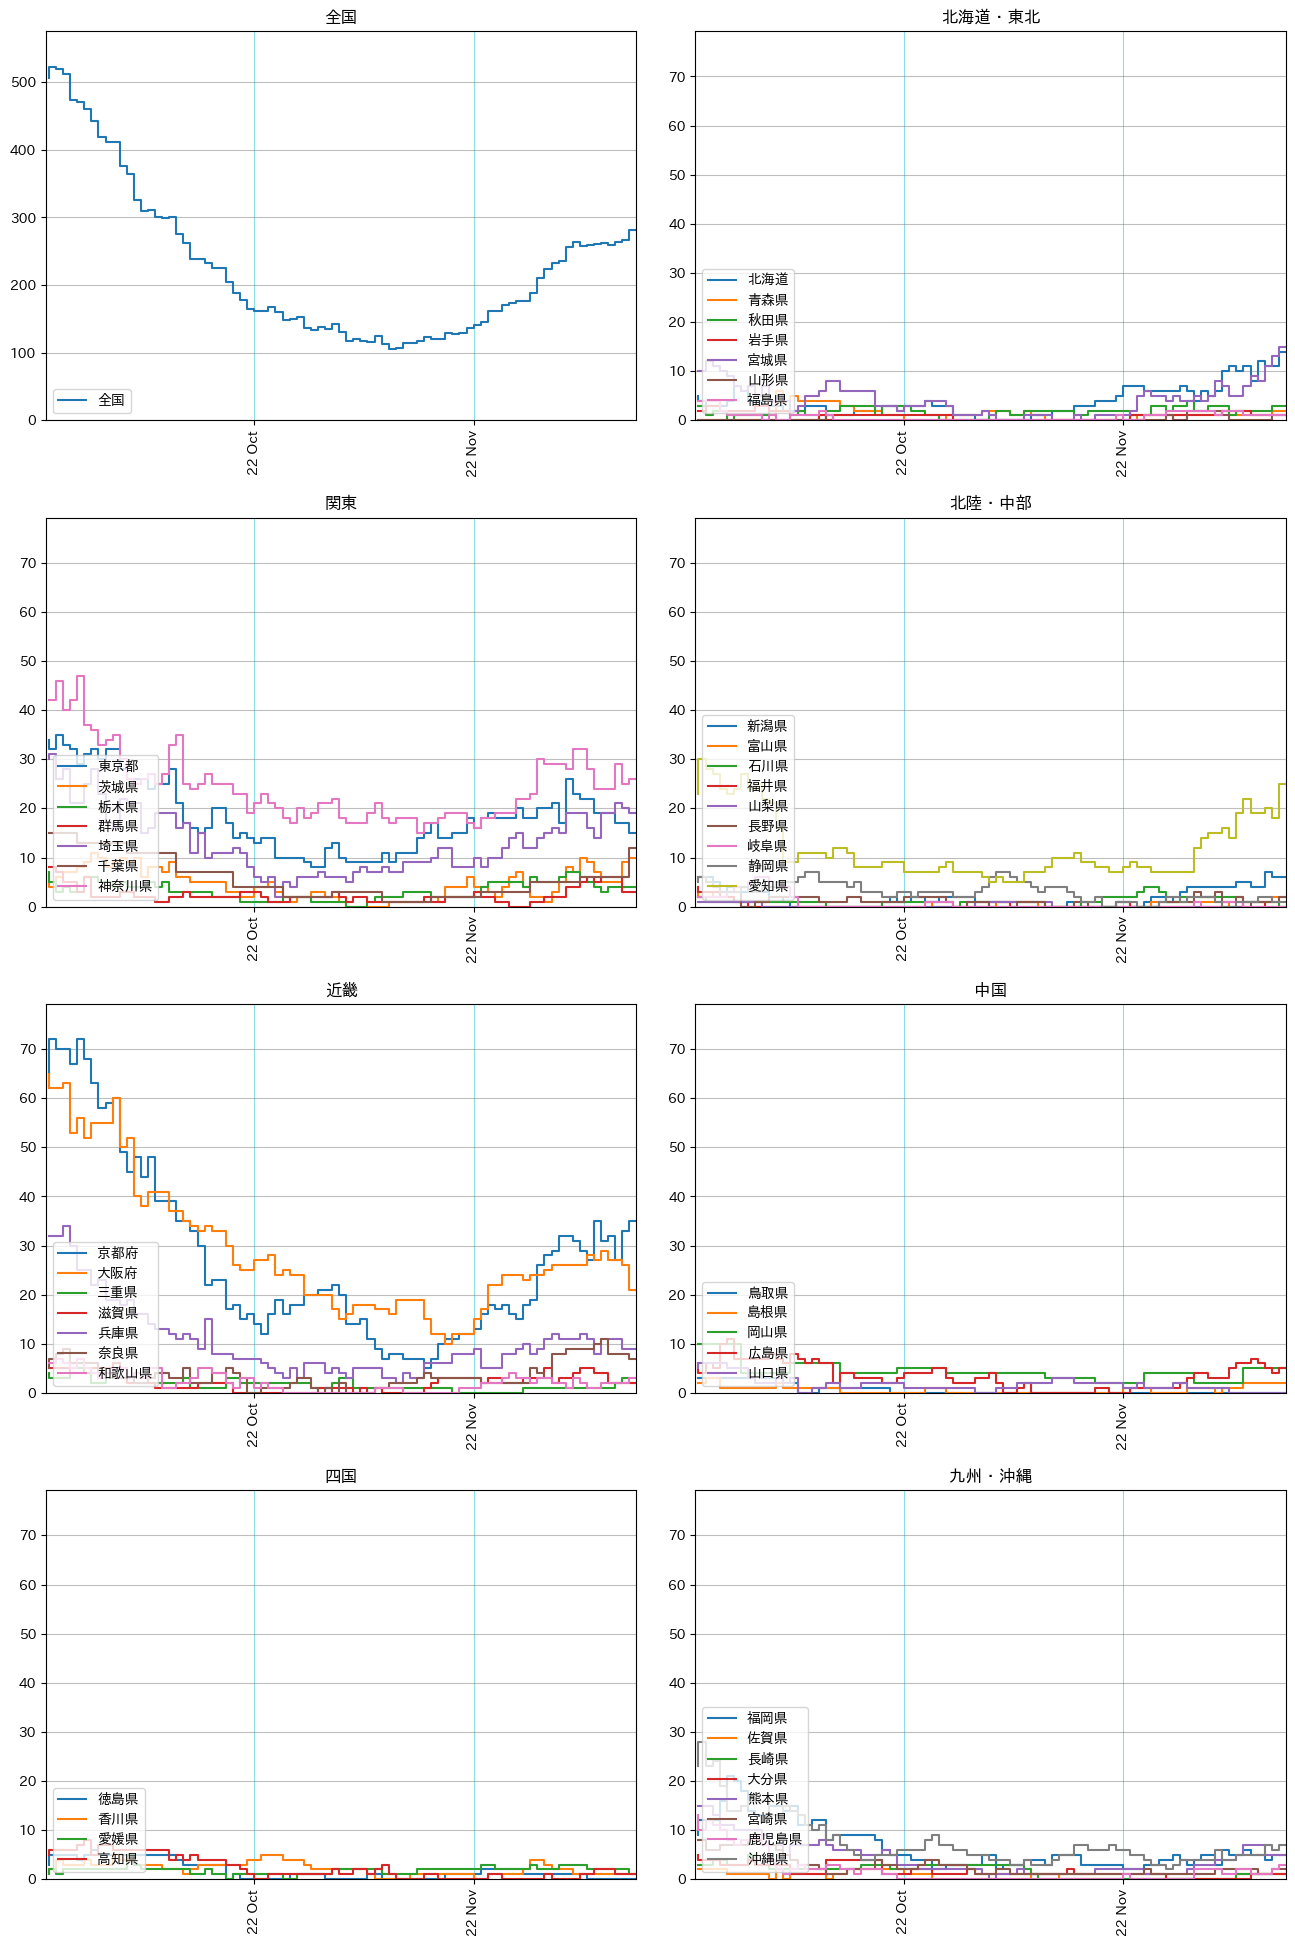 全国
500
400
300
200
100
0
全国
22 Oct
22 Nov
北海道・東北
70
60
50
40
30
20
10
0
北海道
青森県
秋田県
岩手県
宮城県
山形県
福島県
22 Oct
22 Nov
関東
70
60
50
40
30
20
10
0
東京都
茨城県
栃木県
群馬県
埼玉県
千葉県
神奈川県
22 Oct
22 Nov
北陸・中部
70
60
50
40
30
20
10
0
新潟県
富山県
石川県
福井県
山梨県
長野県
岐阜県
静岡県
愛知県
22 Oct
22 Nov
近畿
70
60
50
40
30
20
10
0
京都府
大阪府
三重県
滋賀県
兵庫県
奈良県
和歌山県
22 Oct
22 Nov
中国
70
60
50
40
30
20
10
0
鳥取県
島根県
岡山県
広島県
山口県
22 Oct
22 Nov
四国
70
60
50
40
30
20
10
0
徳島県
香川県
愛媛県
高知県
22 Oct
22 Nov
九州・沖縄
70
60
50
40
30
20
10
0
福岡県
佐賀県
長崎県
大分県
熊本県
宮崎県
鹿児島県
沖縄県
22 Oct
22 Nov